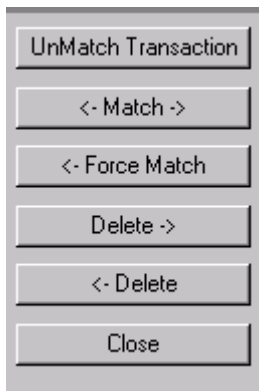 UnMatch Transaction
<- Match ->
<- Force Match
Delete ->
<- Delete
Close